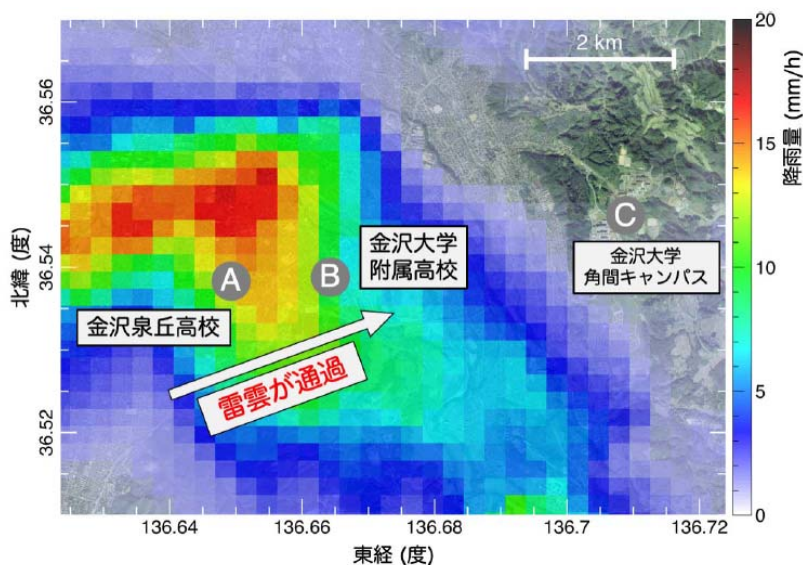 2 km
36.56
36.54
36.52
北緯 (度)
A
B
C
金沢大学
附属高校
金沢大学
角間キャンパス
金沢泉丘高校
雷雲が通過
136.64
136.66
136.68
136.7
136.72
東経 (度)
20
15
10
5
0
降雨量 (mm/h)